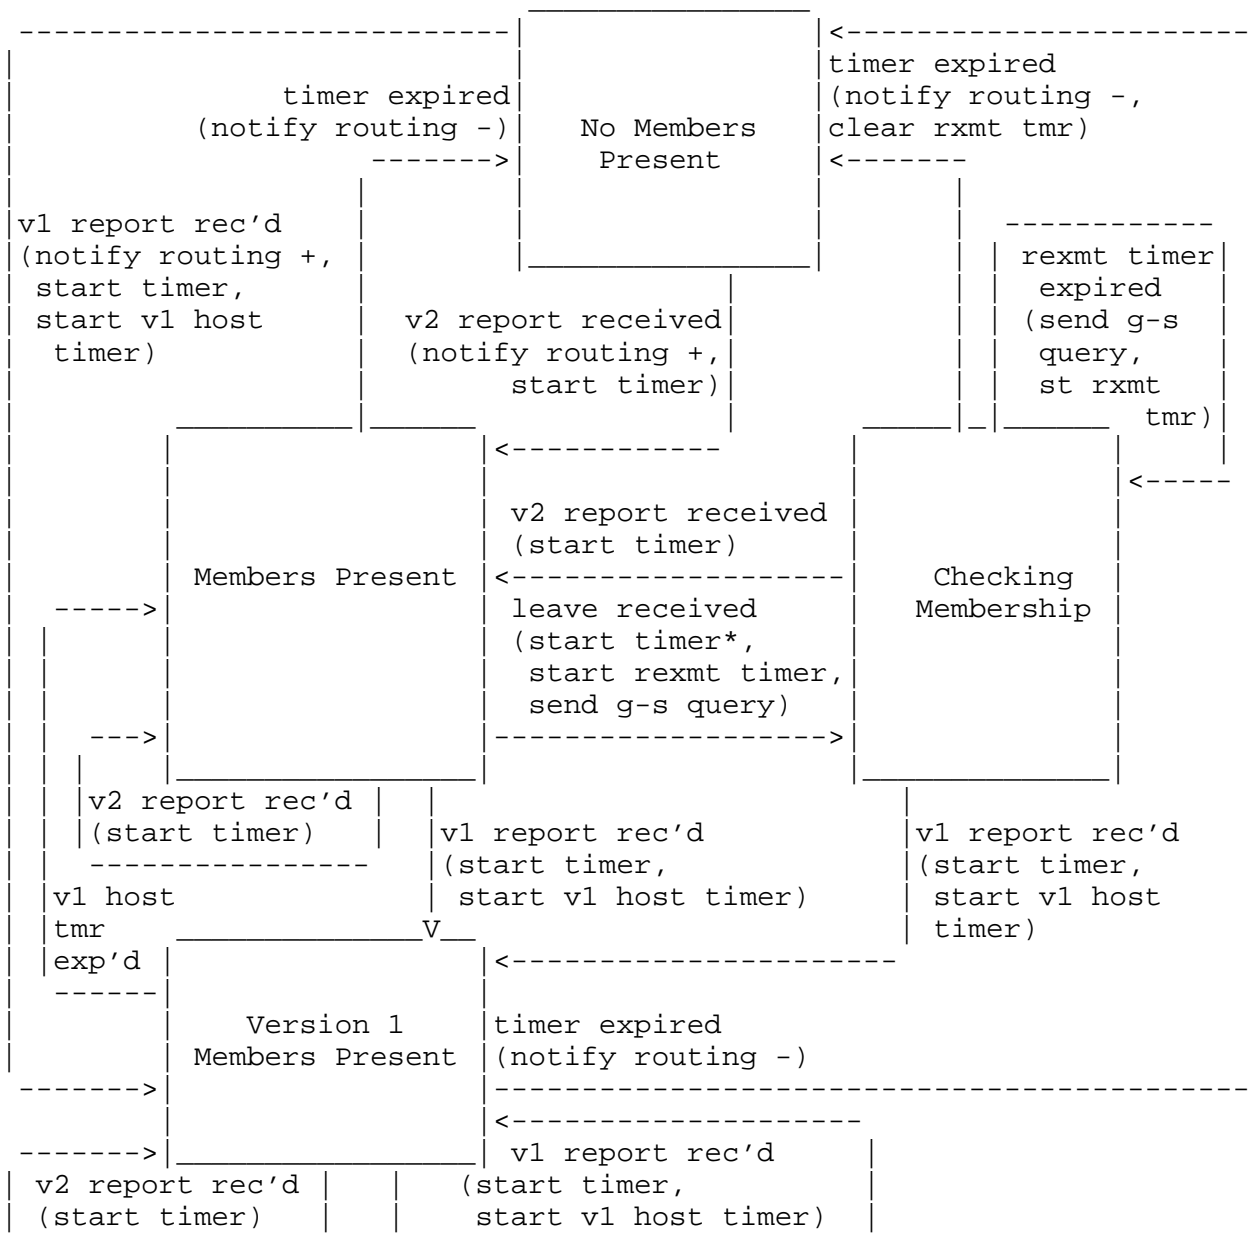 timer expired
timer expired (notify routing -,
(notify routing -) No Members clear rxmt tmr)
Present
v1 report rec'd
(notify routing +, rexmt timer
start timer, expired
start v1 host v2 report received (send g-s
timer) (notify routing +, query,
start timer) st rxmt
tmr)
v2 report received
(start timer)
Members Present Checking
leave received Membership
(start timer*,
start rexmt timer,
send g-s query)
v2 report rec'd
(start timer) v1 report rec'd v1 report rec'd
(start timer, (start timer,
v1 host start v1 host timer) start v1 host
tmr V timer)
exp'd
Version 1 timer expired
Members Present (notify routing -)
v1 report rec'd
v2 report rec'd (start timer,
(start timer) start v1 host timer)